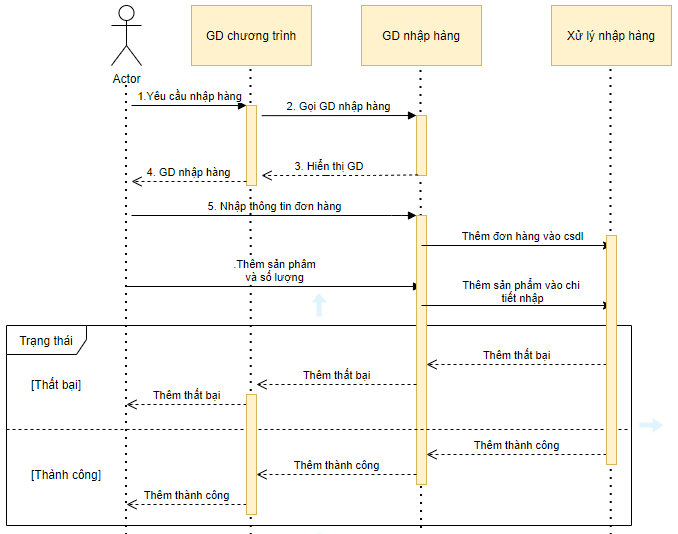 GD chương trình
GD nhập hàng
Xử lý nhập hàng
Actor
1.Yêu cầu nhập hàng
2. Gọi GD nhập hàng
3. Hiển thị GD
4. GD nhập hàng
5. Nhập thông tin đơn hàng
Thêm đơn hàng vào csdl
.Thêm sản phâm
và số lượng
Thêm sản phẩm vào chi
tiết nhập
Trạng thái
Thêm thất bại
Thêm thất bại
[Thất bại]
Thêm thất bại
Thêm thành công
Thêm thành công
[Thành công]
Thêm thành công